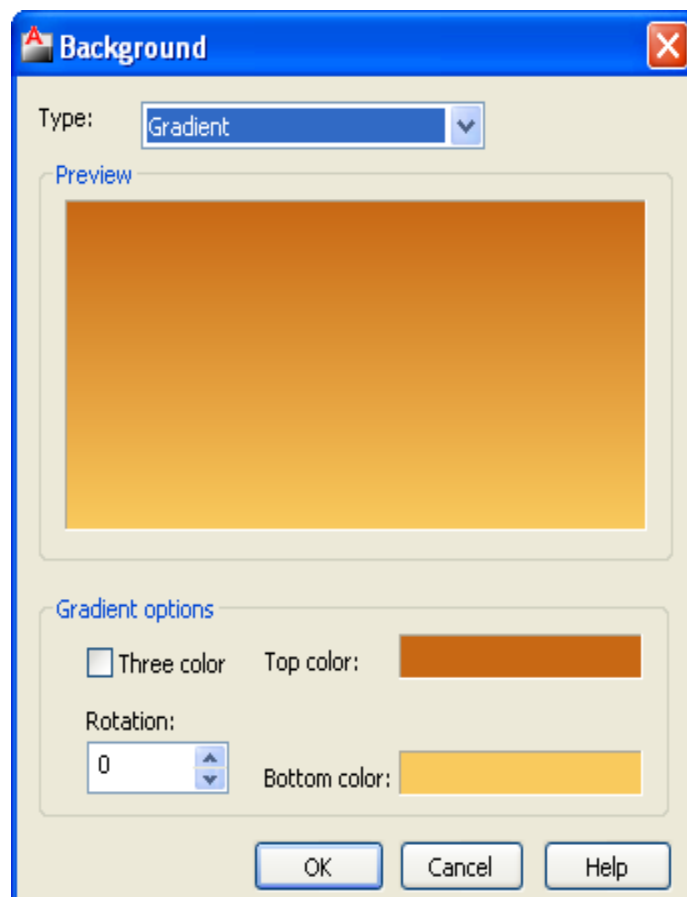 Background
Type:
Gradient
Preview
Gradient options
Three color
Top color:
Rotation:
0
Bottom color:
OK
Cancel
Help